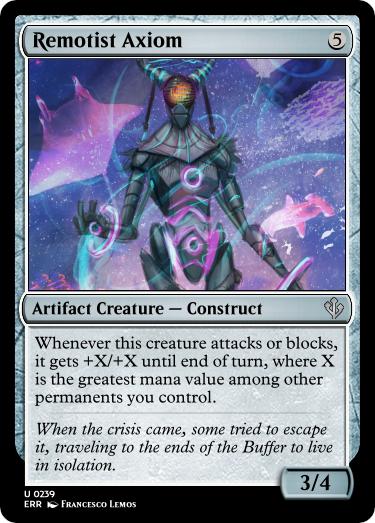 Remotist Axiom 5
Artifact Creature — Construct
Whenever this creature attacks or blocks,
it gets +X/+X until end of turn, where X
is the greatest mana value among other
permanents you control.
When the crisis came, some tried to escape
it, traveling to the ends of the Buffer to live
in isolation.
3/4
U 0239
ERR Francesco Lemos